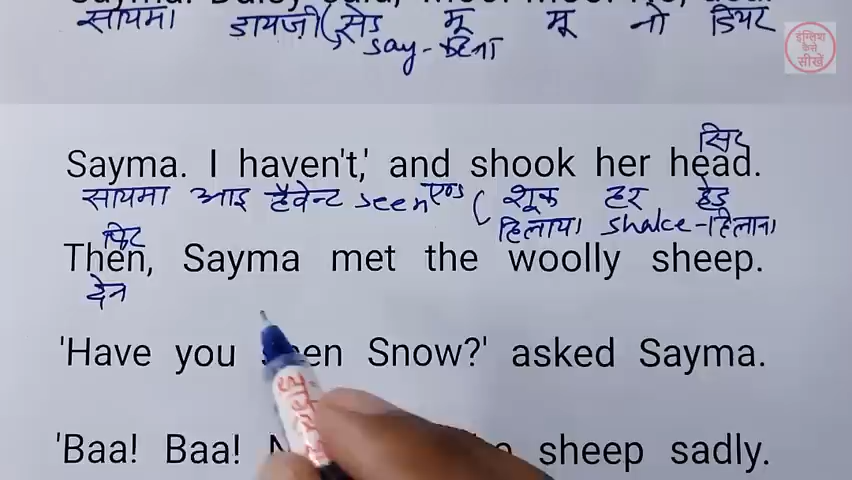 सायमा डायज़ी (सेड मू मू नो डियर
इंग्लिश
कैसे
सीखें
say-कहना
सिर
Sayma. I haven't,' and shook her head.
सायमा आइ हैवेन्ट seen एण्ड (शूक हर हेड
फिर हिलाया shake-हिलाना
Then, Sayma met the woolly sheep.
देन
'Have you seen Snow?' asked Sayma.
'Baa! Baa! sheep sadly.